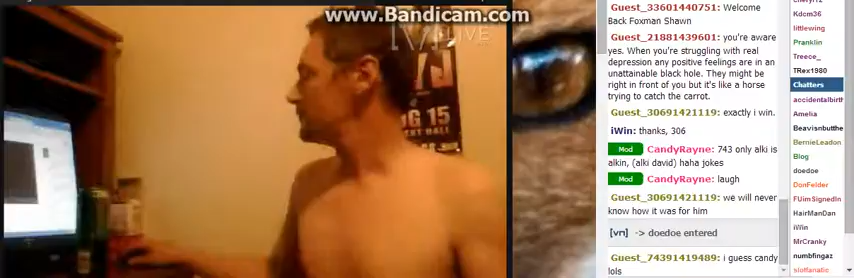 www.Bandicam.com
LIVE
G 15
Guest_33601440751: Welcome
Back Foxman Shawn
Guest_21881439601: you're aware
yes. When you're struggling with real
depression any positive feelings are in an
unattainable black hole. They might be
right in front of you but it's like a horse
trying to catch the carrot.
Guest_30691421119: exactly i win.
iWin: thanks, 306
Mod CandyRayne: 743 only alki is
alkin, (alki david) haha jokes
Mod CandyRayne: laugh
Guest_30691421119: we will never
know how it was for him
[vn] -> doedoe entered
Guest_74391419489: i guess candy
lols
Kdcm36
littlewing
Pranklin
Treece_
TRex1980
Chatters
accidentalbirth
Amelia
Beavisnbutthe
BernieLeadon
Blog
doedoe
DonFelder
FUimSignedIn
HairManDan
iWin
MrCranky
numbfingaz
slotfanatic